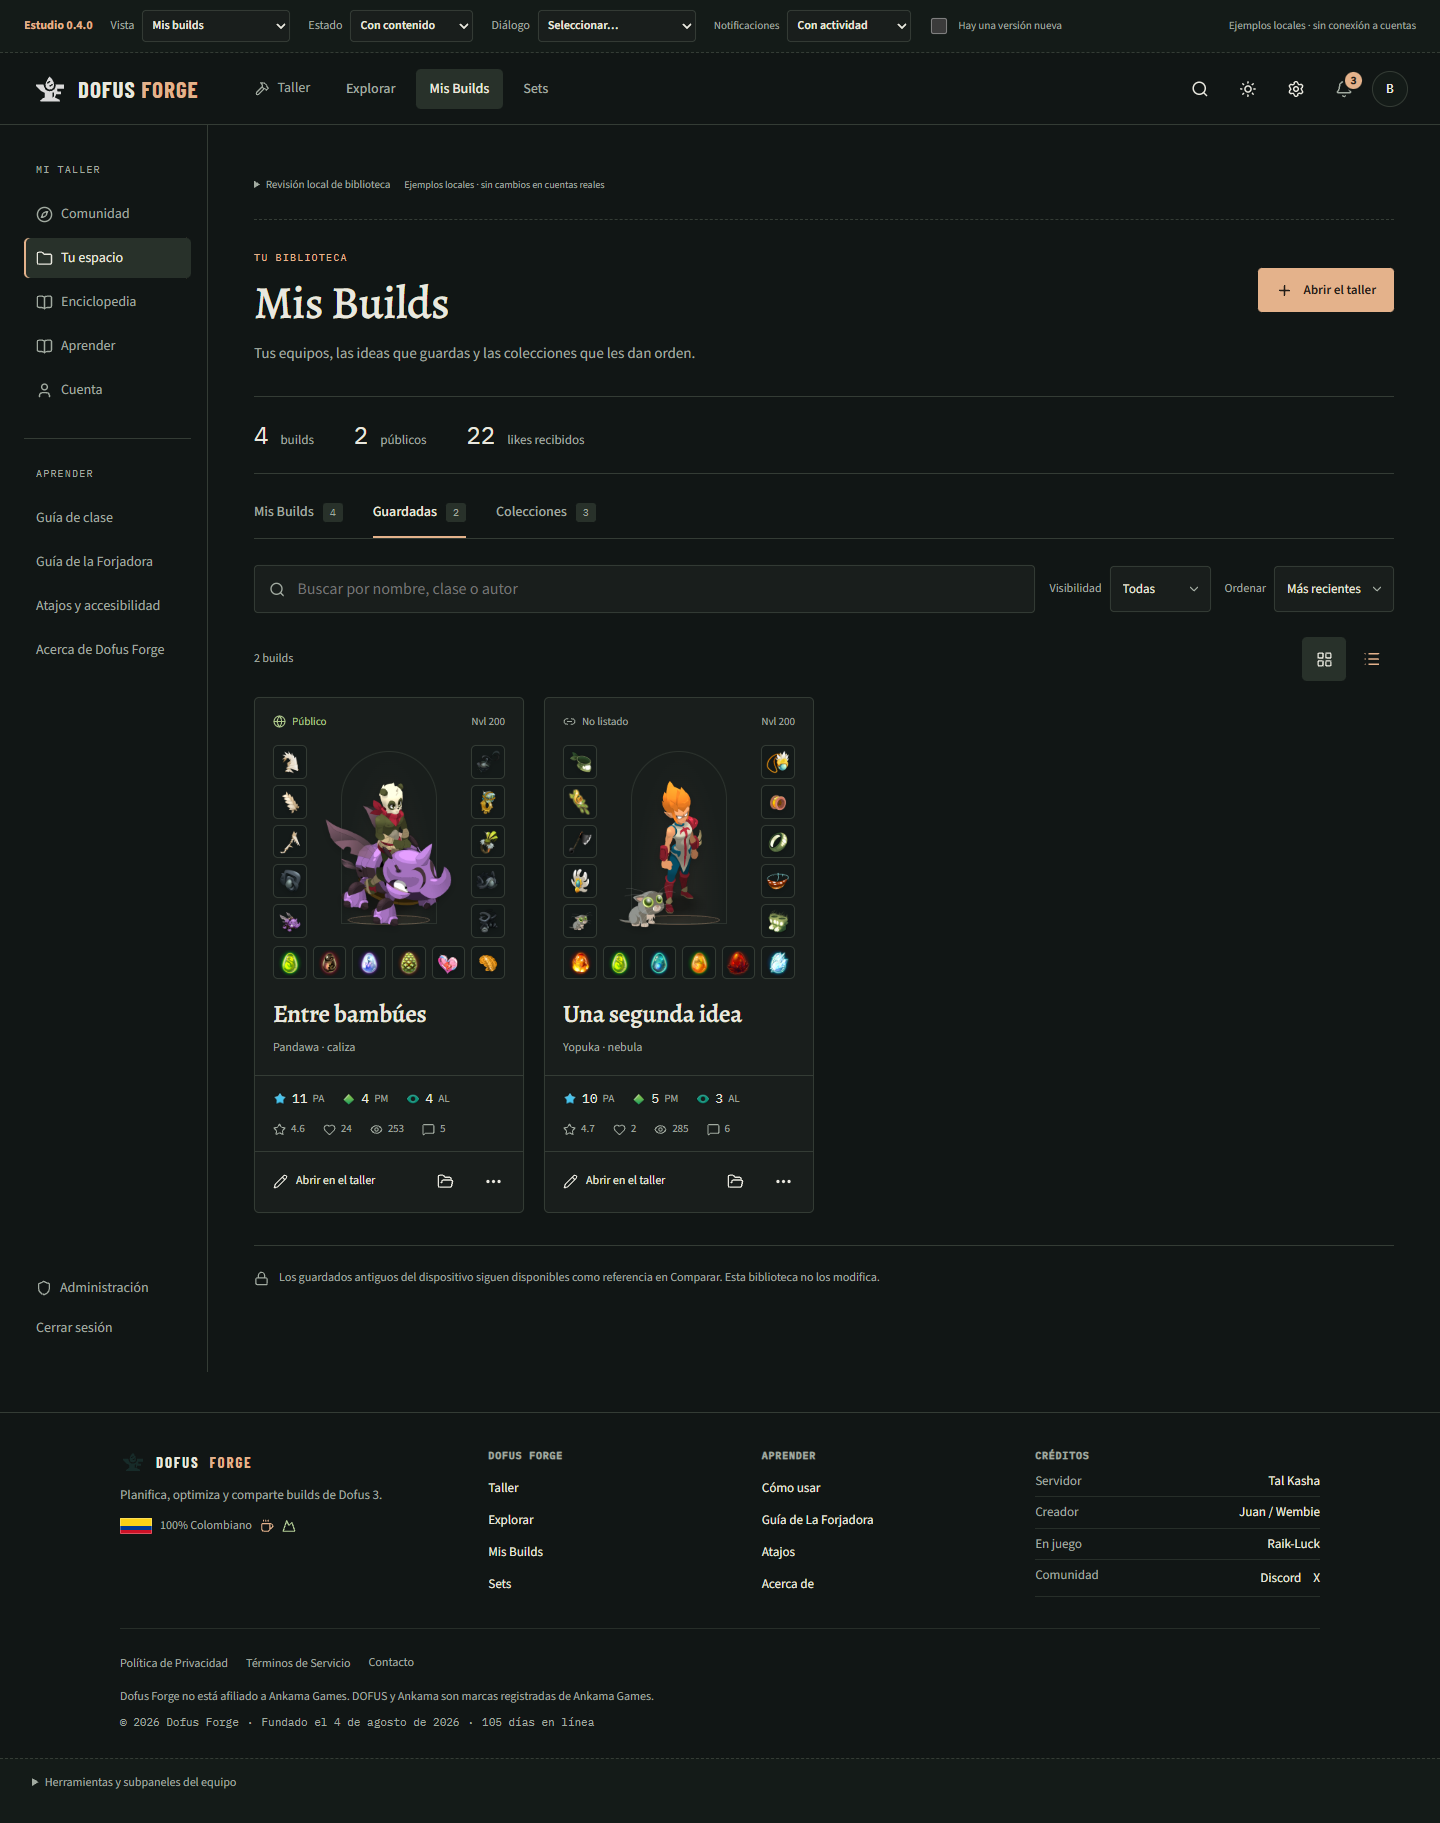 Estudio 0.4.0 Vista Mis builds Estado Con contenido Diálogo Seleccionar... Notificaciones Con actividad Hay una versión nueva Ejemplos locales · sin conexión a cuentas
DOFUS FORGE Taller Explorar Mis Builds Sets 3 B
MI TALLER
Comunidad
Tu espacio
Enciclopedia
Aprender
Cuenta
APRENDER
Guía de clase
Guía de la Forjadora
Atajos y accesibilidad
Acerca de Dofus Forge
Administración
Cerrar sesión
Revisión local de biblioteca Ejemplos locales · sin cambios en cuentas reales
TU BIBLIOTECA
Mis Builds
Abrir el taller
Tus equipos, las ideas que guardas y las colecciones que les dan orden.
4 builds 2 públicos 22 likes recibidos
Mis Builds 4 Guardadas 2 Colecciones 3
Buscar por nombre, clase o autor Visibilidad Todas Ordenar Más recientes
2 builds
Público Nvl 200
Entre bambúes
Pandawa · caliza
11 PA 4 PM 4 AL
4.6 24 253 5
Abrir en el taller
No listado Nvl 200
Una segunda idea
Yopuka · nebula
10 PA 5 PM 3 AL
4.7 2 285 6
Abrir en el taller
Los guardados antiguos del dispositivo siguen disponibles como referencia en Comparar. Esta biblioteca no los modifica.
DOFUS FORGE
Planifica, optimiza y comparte builds de Dofus 3.
100% Colombiano
DOFUS FORGE
Taller
Explorar
Mis Builds
Sets
APRENDER
Cómo usar
Guía de La Forjadora
Atajos
Acerca de
CRÉDITOS
Servidor Tal Kasha
Creador Juan / Wembie
En juego Raik-Luck
Comunidad Discord X
Política de Privacidad Términos de Servicio Contacto
Dofus Forge no está afiliado a Ankama Games. DOFUS y Ankama son marcas registradas de Ankama Games.
© 2026 Dofus Forge · Fundado el 4 de agosto de 2026 · 105 días en línea
Herramientas y subpaneles del equipo